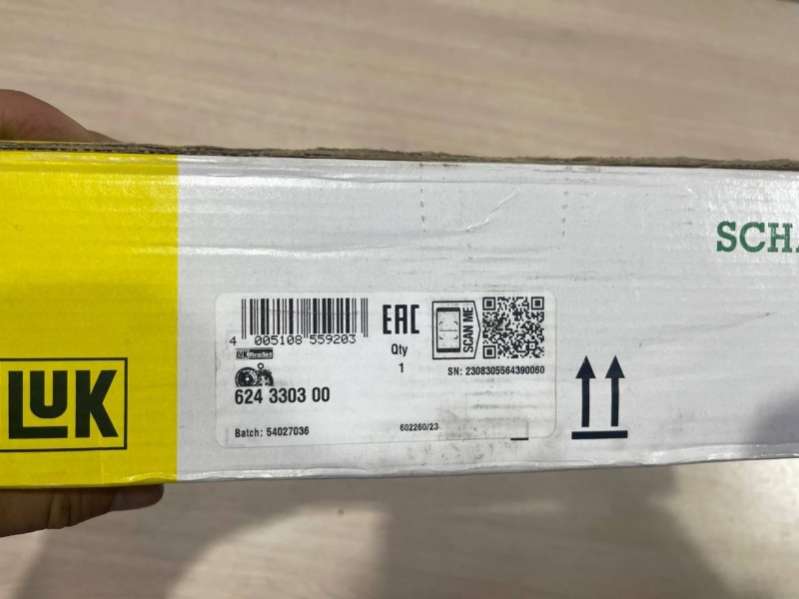 SCHA
4 005108 559203
EAC
SCAN ME
Qty
1
SN: 2308305564390060
624 3303 00
Batch: 54027036
602260/23
LUK